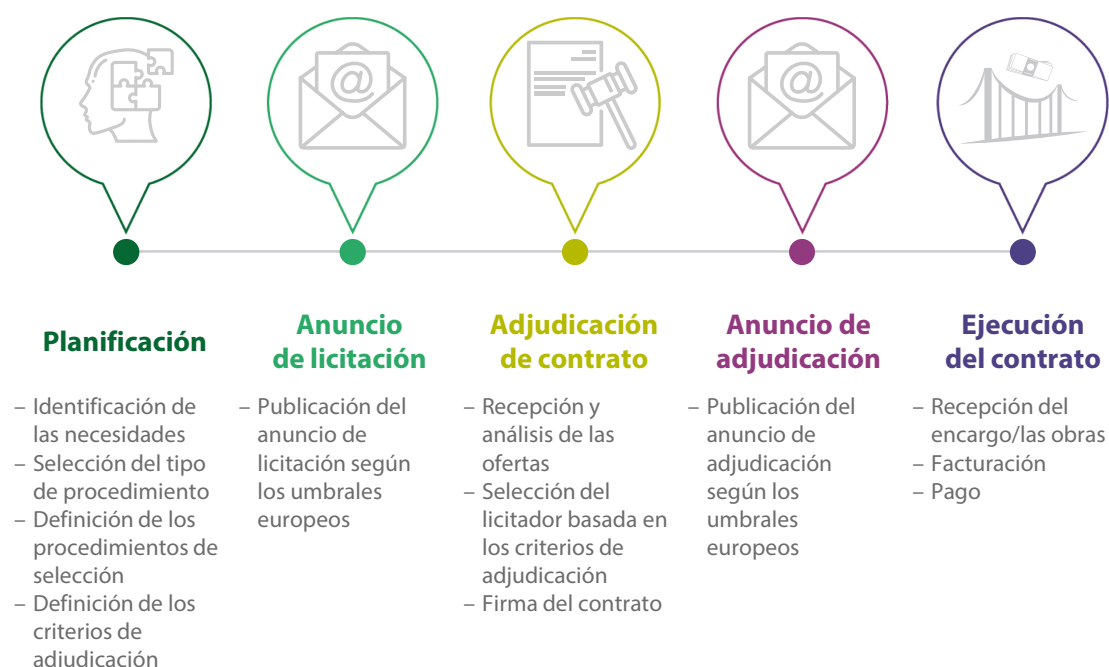 Planificación
– Identificación de
las necesidades
– Selección del tipo
de procedimiento
– Definición de los
procedimientos de
selección
– Definición de los
criterios de
adjudicación
Anuncio
de licitación
– Publicación del
anuncio de
licitación según
los umbrales
europeos
Adjudicación
de contrato
– Recepción y
análisis de las
ofertas
– Selección del
licitador basada en
los criterios de
adjudicación
– Firma del contrato
Anuncio de
adjudicación
– Publicación del
anuncio de
adjudicación
según los
umbrales
europeos
Ejecución
del contrato
– Recepción del
encargo/las obras
– Facturación
– Pago